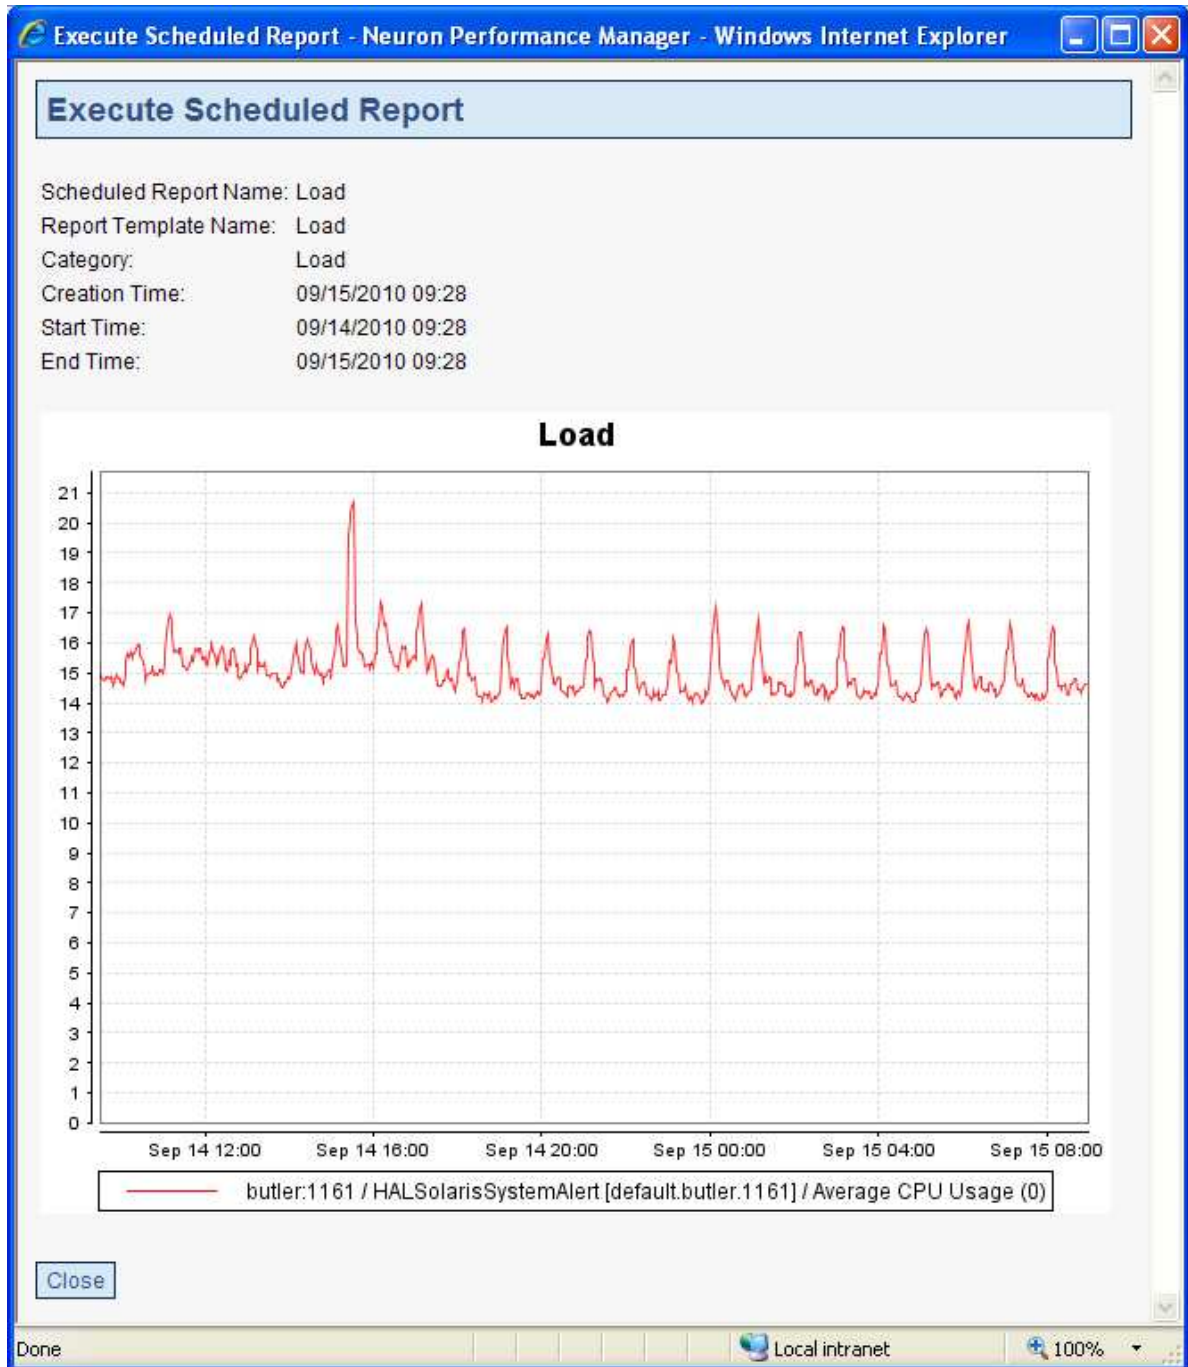 Execute Scheduled Report - Neuron Performance Manager - Windows Internet Explorer
Execute Scheduled Report
Scheduled Report Name: Load
Report Template Name: Load
Category: Load
Creation Time: 09/15/2010 09:28
Start Time: 09/14/2010 09:28
End Time: 09/15/2010 09:28
Load
21
20
19
18
17
16
15
14
13
12
11
10
9
8
7
6
5
4
3
2
1
0
Sep 14 12:00 Sep 14 16:00 Sep 14 20:00 Sep 15 00:00 Sep 15 04:00 Sep 15 08:00
butler:1161 / HALSolarisSystemAlert [default.butler.1161] / Average CPU Usage (0)
Close
Done Local intranet 100%